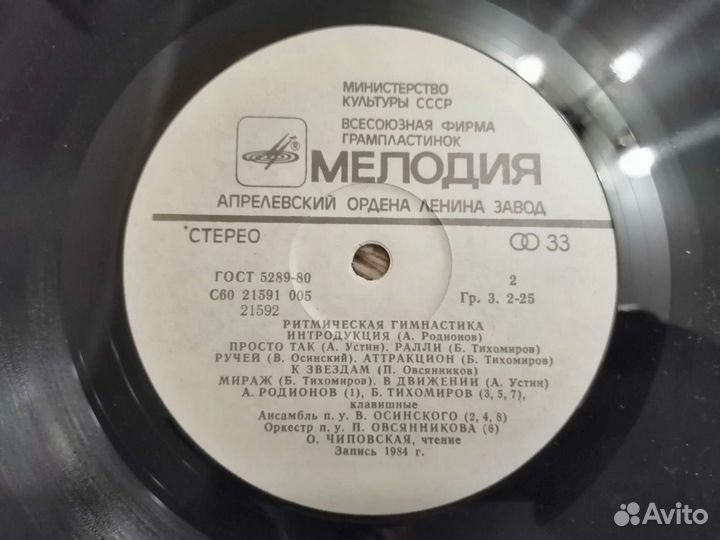 МИНИСТЕРСТВО
КУЛЬТУРЫ СССР
ВСЕСОЮЗНАЯ ФИРМА
ГРАМПЛАСТИНОК
®
МЕЛОДИЯ
АПРЕЛЕВСКИЙ ОРДЕНА ЛЕНИНА ЗАВОД
СТЕРЕО 33
ГОСТ 5289-80 2
С60 21591 005 Гр. 3. 2-25
21592
РИТМИЧЕСКАЯ ГИМНАСТИКА
ИНТРОДУКЦИЯ (А. Родионов)
ПРОСТО ТАК (А. Устин). РАЛЛИ (Б. Тихомиров)
РУЧЕЙ (В. Осинский). АТТРАКЦИОН (Б. Тихомиров)
К ЗВЕЗДАМ (П. Овсянников)
МИРАЖ (Б. Тихомиров). В ДВИЖЕНИИ (А. Устин)
А. РОДИОНОВ (1), Б. ТИХОМИРОВ (3, 5, 7),
клавишные
Ансамбль п. у. В. ОСИНСКОГО (2, 4, 8)
Оркестр п. у. П. ОВСЯННИКОВА (6)
О. ЧИПОВСКАЯ, чтение
Запись 1984 г.
Avito